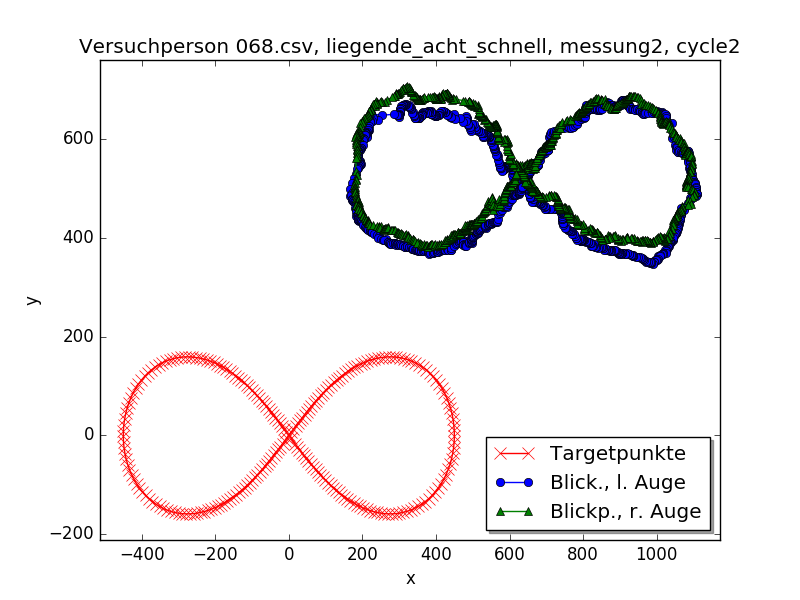 Versuchperson 068.csv, liegende_acht_schnell, messung2, cycle2
y
600
400
200
0
−200
−400
−200
0
200
400
600
800
1000
x
Targetpunkte
Blick., l. Auge
Blickp., r. Auge